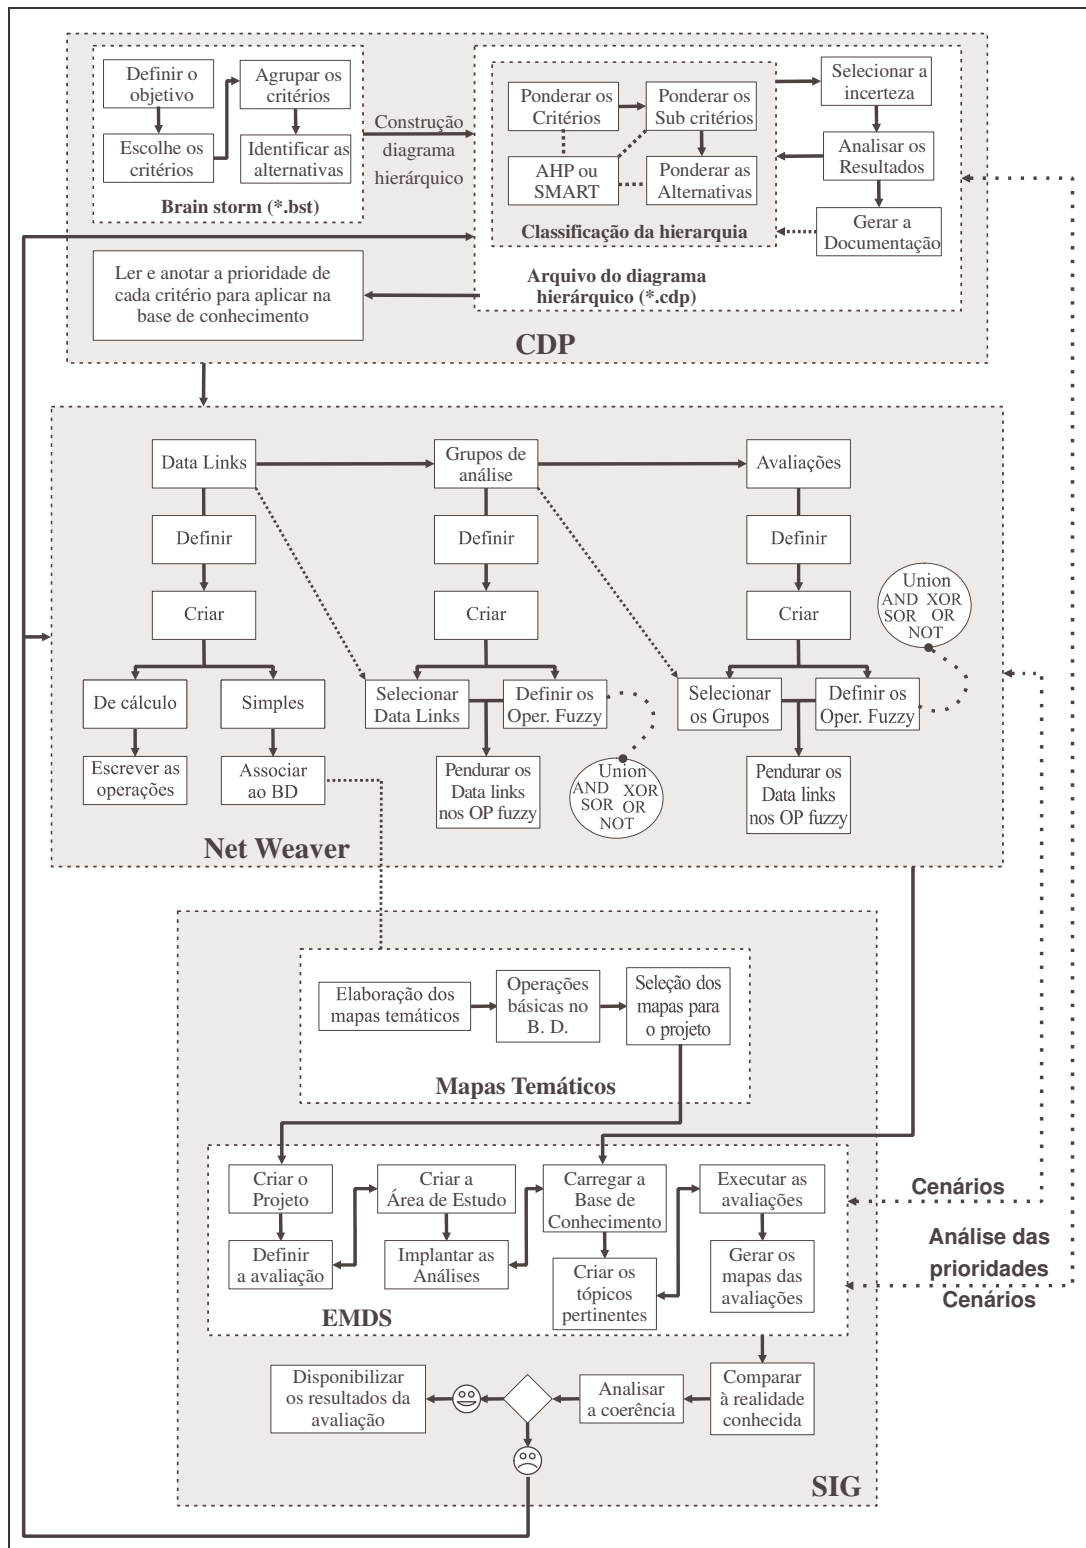 Definir o
objetivo
Escolhe os
critérios
Agrupar os
critérios
Identificar as
alternativas
Brain storm (*.bst)
Construção
diagrama
hierárquico
Ponderar os
Critérios
Ponderar os
Sub critérios
AHP ou
SMART
Ponderar as
Alternativas
Classificação da hierarquia
Selecionar a
incerteza
Analisar os
Resultados
Gerar a
Documentação
Arquivo do diagrama
hierárquico (*.cdp)
Ler e anotar a prioridade de
cada critério para aplicar na
base de conhecimento
CDP
Data Links
Grupos de
análise
Avaliações
Definir
Definir
Definir
Criar
Criar
Criar
Union
AND XOR
SOR OR
NOT
De cálculo
Simples
Selecionar
Data Links
Definir os
Oper. Fuzzy
Selecionar
os Grupos
Definir os
Oper. Fuzzy
Escrever as
operações
Associar
ao BD
Pendurar os
Data links
nos OP fuzzy
Union
AND XOR
SOR OR
NOT
Pendurar os
Data links
nos OP fuzzy
Net Weaver
Elaboração dos
mapas temáticos
Operações
básicas no
B. D.
Seleção dos
mapas para
o projeto
Mapas Temáticos
Criar o
Projeto
Definir
a avaliação
Criar a
Área de Estudo
Implantar as
Análises
Carregar a
Base de
Conhecimento
Criar os
tópicos
pertinentes
Executar as
avaliações
Gerar os
mapas das
avaliações
EMDS
Cenários
Análise das
prioridades
Cenários
Disponibilizar
os resultados da
avaliação
Analisar
a coerência
Comparar
à realidade
conhecida
SIG